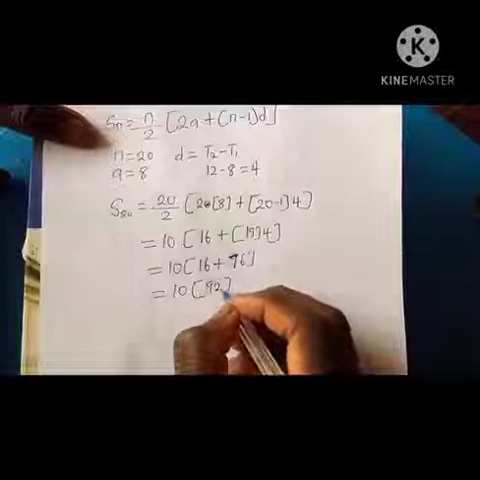 KINEMASTER
Sn = n/2 [2a + (n-1)d]
n = 20 d = T₂ - T₁
a = 8 12 - 8 = 4
S₂₀ = 20/2 [2[8] + [20-1]4]
= 10 [16 + [19]4]
= 10 [16 + 76]
= 10 [92]